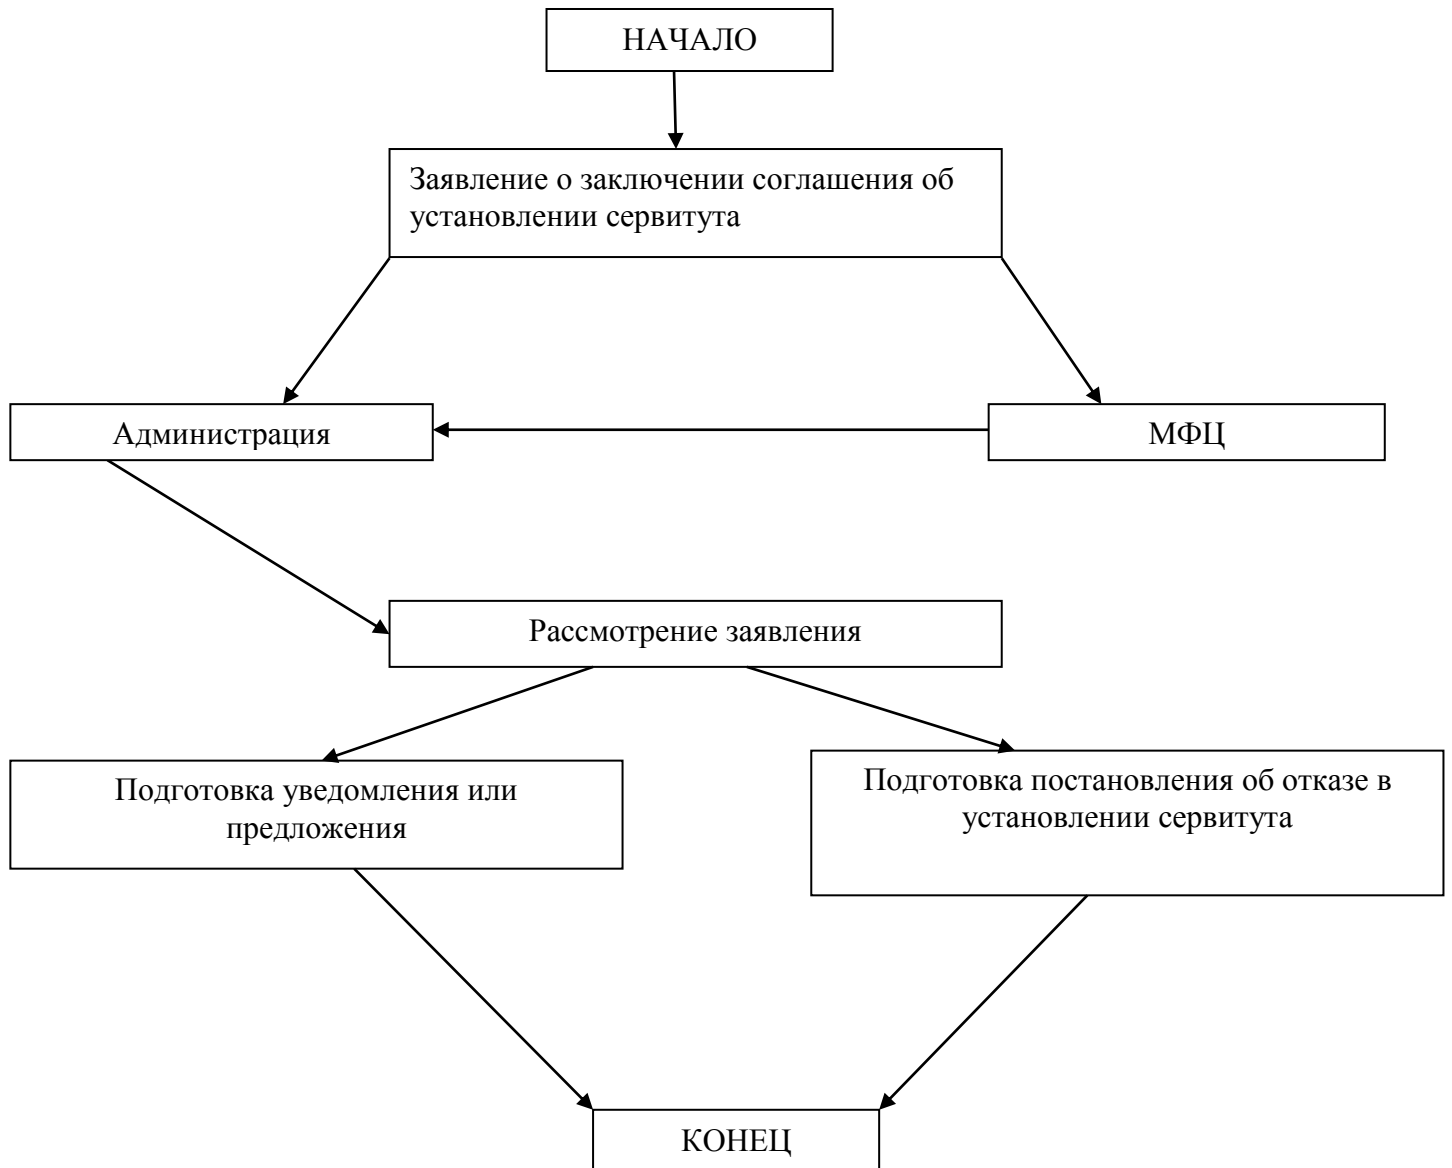 НАЧАЛО
Заявление о заключении соглашения об
установлении сервитута
Администрация
МФЦ
Рассмотрение заявления
Подготовка уведомления или
предложения
Подготовка постановления об отказе в
установлении сервитута
КОНЕЦ